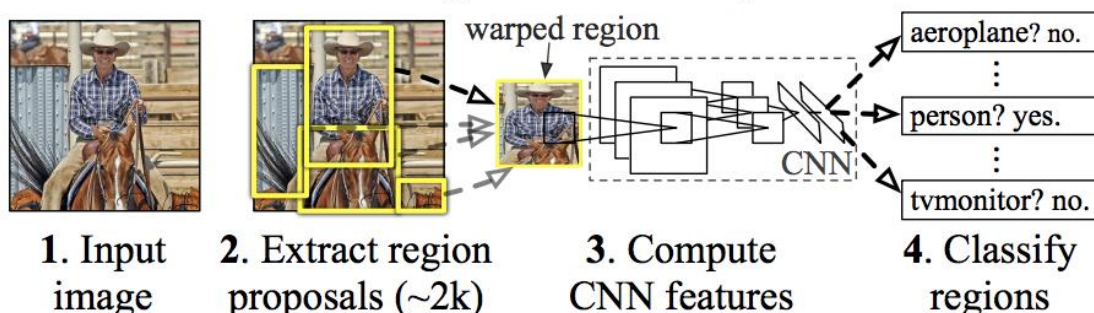 warped region
aeroplane? no.
⋮
person? yes.
⋮
tvmonitor? no.
CNN
1. Input
image
2. Extract region
proposals (~2k)
3. Compute
CNN features
4. Classify
regions